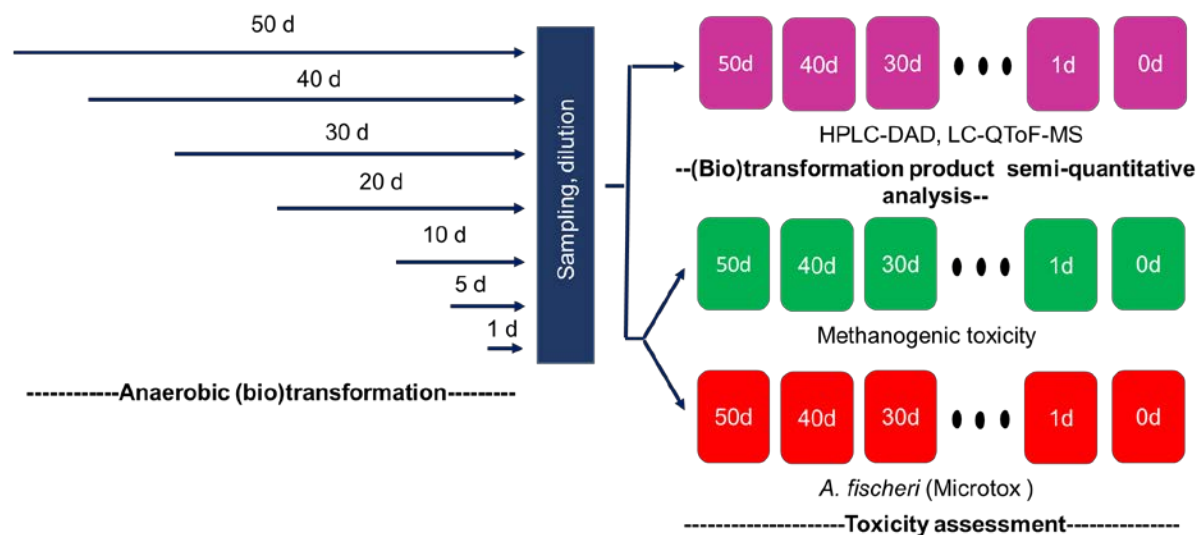 50 d
40 d
30 d
20 d
10 d
5 d
1 d
----------Anaerobic (bio)transformation---------
Sampling, dilution
50d 40d 30d ••• 1d 0d
HPLC-DAD, LC-QToF-MS
--(Bio)transformation product semi-quantitative
analysis--
50d 40d 30d ••• 1d 0d
Methanogenic toxicity
50d 40d 30d ••• 1d 0d
A. fischeri (Microtox )
-------------------Toxicity assessment---------------